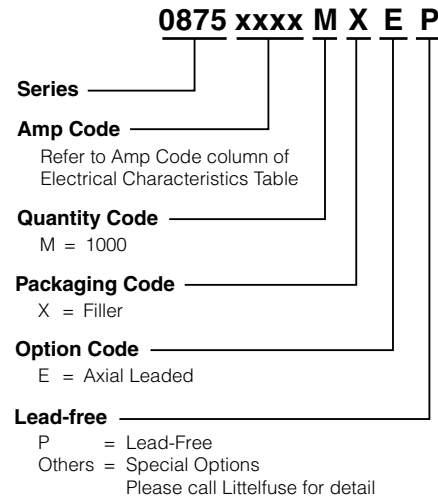 0875 xxxx M X E P
Series
Amp Code
Refer to Amp Code column of
Electrical Characteristics Table
Quantity Code
M = 1000
Packaging Code
X = Filler
Option Code
E = Axial Leaded
Lead-free
P = Lead-Free
Others = Special Options
Please call Littelfuse for detail